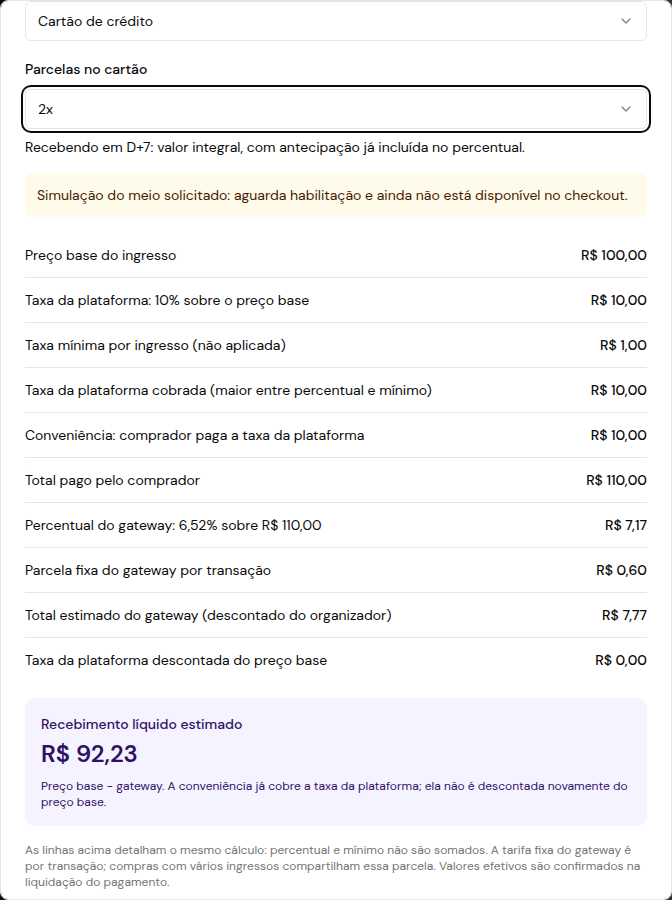 Cartão de crédito
Parcelas no cartão
2x
Recebendo em D+7: valor integral, com antecipação já incluída no percentual.
Simulação do meio solicitado: aguarda habilitação e ainda não está disponível no checkout.
Preço base do ingresso R$ 100,00
Taxa da plataforma: 10% sobre o preço base R$ 10,00
Taxa mínima por ingresso (não aplicada) R$ 1,00
Taxa da plataforma cobrada (maior entre percentual e mínimo) R$ 10,00
Conveniência: comprador paga a taxa da plataforma R$ 10,00
Total pago pelo comprador R$ 110,00
Percentual do gateway: 6,52% sobre R$ 110,00 R$ 7,17
Parcela fixa do gateway por transação R$ 0,60
Total estimado do gateway (descontado do organizador) R$ 7,77
Taxa da plataforma descontada do preço base R$ 0,00
Recebimento líquido estimado
R$ 92,23
Preço base - gateway. A conveniência já cobre a taxa da plataforma; ela não é descontada novamente do
preço base.
As linhas acima detalham o mesmo cálculo: percentual e mínimo não são somados. A tarifa fixa do gateway é
por transação; compras com vários ingressos compartilham essa parcela. Valores efetivos são confirmados na
liquidação do pagamento.